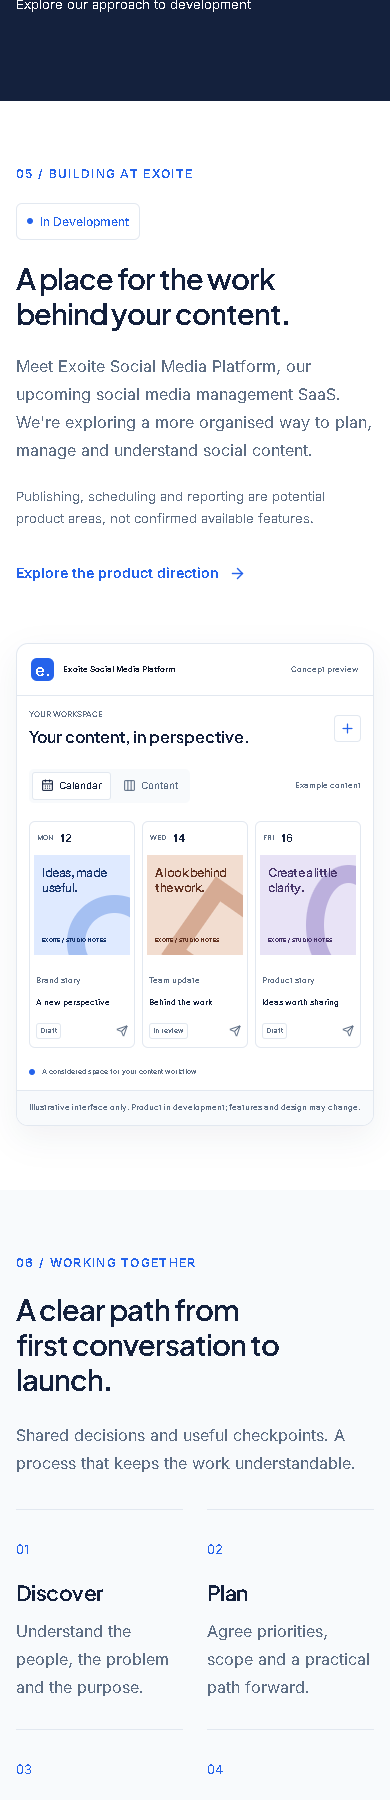 Explore our approach to development
05 / BUILDING AT EXOITE
In Development
A place for the work
behind your content.
Meet Exoite Social Media Platform, our
upcoming social media management SaaS.
We're exploring a more organised way to plan,
manage and understand social content.
Publishing, scheduling and reporting are potential
product areas, not confirmed available features.
Explore the product direction
e. Exoite Social Media Platform Concept preview
YOUR WORKSPACE
Your content, in perspective.
Calendar Content Example content
MON 12 WED 14 FRI 16
Ideas, made A look behind Create a little
useful. the work. clarity.
EXOITE / STUDIO NOTES EXOITE / STUDIO NOTES EXOITE / STUDIO NOTES
Brand story Team update Product story
A new perspective Behind the work Ideas worth sharing
Draft In review Draft
A considered space for your content workflow
Illustrative interface only. Product in development; features and design may change.
06 / WORKING TOGETHER
A clear path from
first conversation to
launch.
Shared decisions and useful checkpoints. A
process that keeps the work understandable.
01 02
Discover Plan
Understand the Agree priorities,
people, the problem scope and a practical
and the purpose. path forward.
03 04